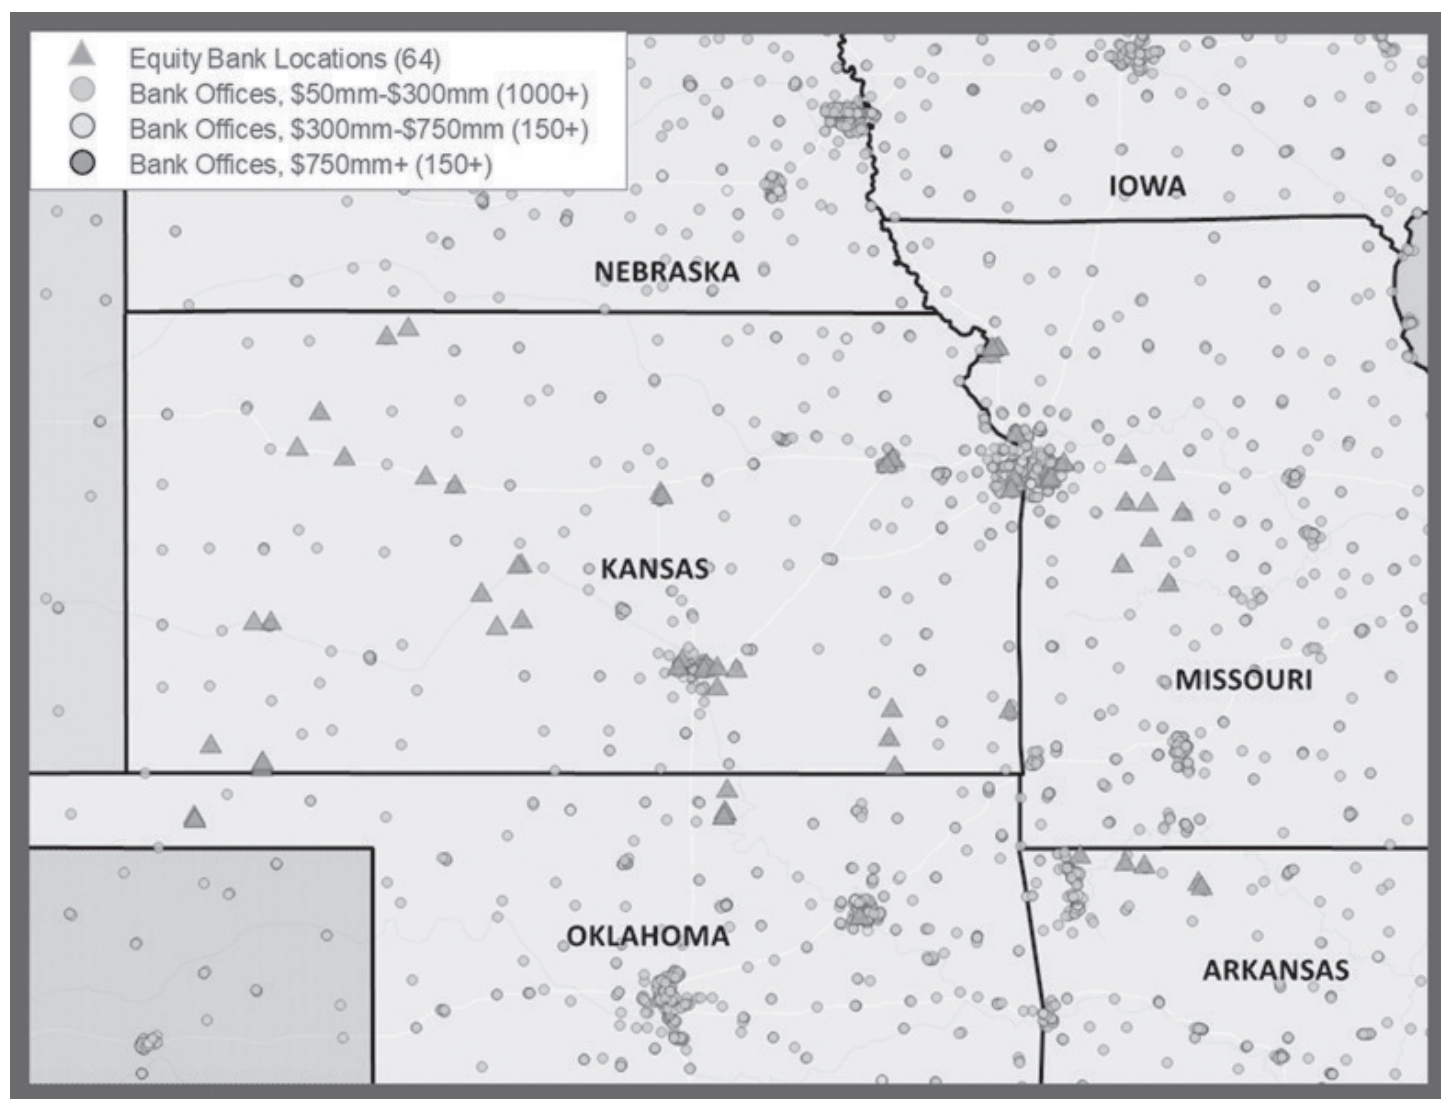 Equity Bank Locations (64)
Bank Offices, $50mm-$300mm (1000+)
Bank Offices, $300mm-$750mm (150+)
Bank Offices, $750mm+ (150+)
IOWA
NEBRASKA
KANSAS
MISSOURI
OKLAHOMA
ARKANSAS